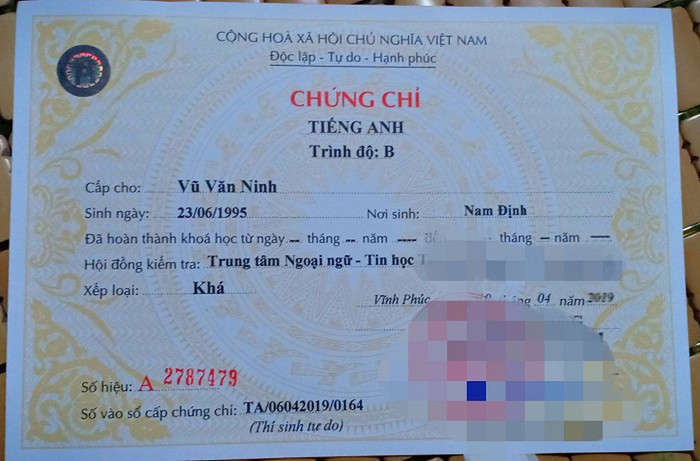 CỘNG HOÀ XÃ HỘI CHỦ NGHĨA VIỆT NAM
Độc lập - Tự do - Hạnh phúc
CHỨNG CHỈ
TIẾNG ANH
Trình độ: B
Cấp cho: Vũ Văn Ninh
Sinh ngày: 23/06/1995 Nơi sinh: Nam Định
Đã hoàn thành khoá học từ ngày -- tháng -- năm ---- - tháng - năm
Hội đồng kiểm tra: Trung tâm Ngoại ngữ - Tin học
Xếp loại: Khá
Vĩnh Phúc 04 năm 2019
Số hiệu: A 2787479
Số vào sổ cấp chứng chỉ: TA/06042019/0164
(Thí sinh tự do)